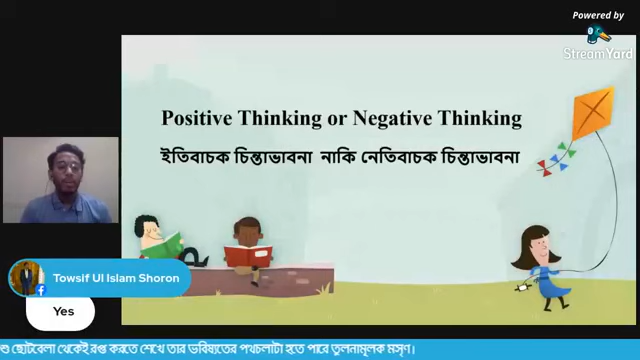 Powered by
StreamYard
Positive Thinking or Negative Thinking
ইতিবাচক চিন্তাভাবনা নাকি নেতিবাচক চিন্তাভাবনা
Towsif Ul Islam Shoron
Yes
শু ছোটবেলা থেকেই রপ্ত করতে শেখে তার ভবিষ্যতের পথচলাটা হতে পারে তুলনামূলক মসৃণ।